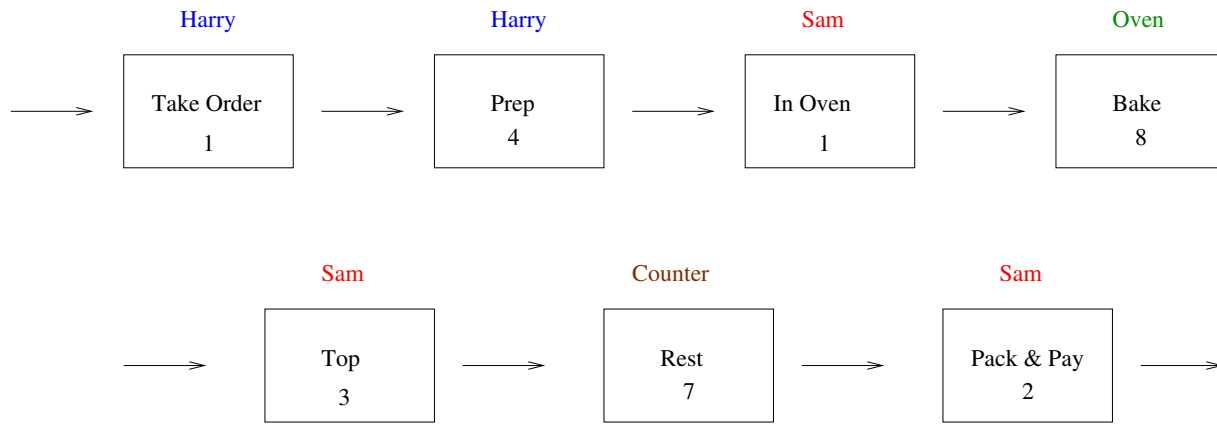 Harry Harry Sam Oven
Take Order Prep In Oven Bake
1 4 1 8
Sam Counter Sam
Top Rest Pack & Pay
3 7 2